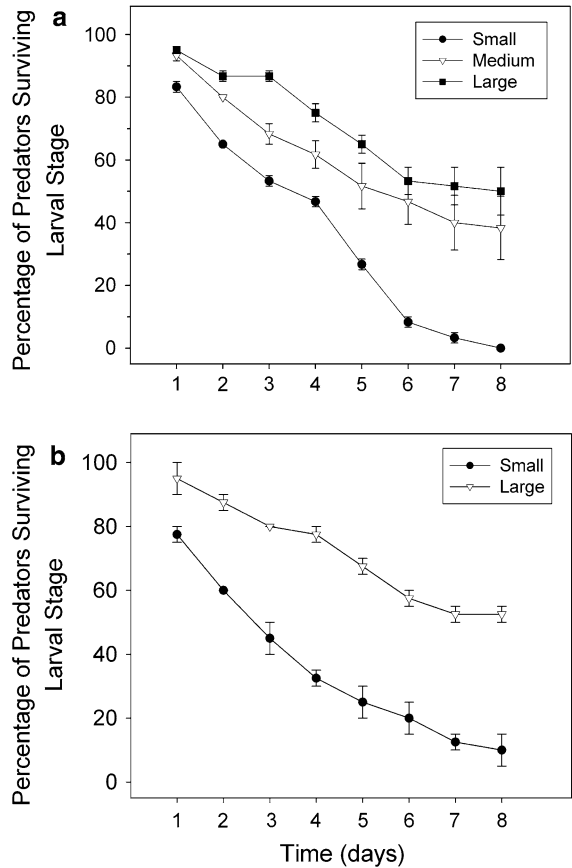 a
Percentage of Predators Surviving
Larval Stage
100
80
60
40
20
0
Small
Medium
Large
1 2 3 4 5 6 7 8
b
Percentage of Predators Surviving
Larval Stage
100
80
60
40
20
0
Small
Large
1 2 3 4 5 6 7 8
Time (days)